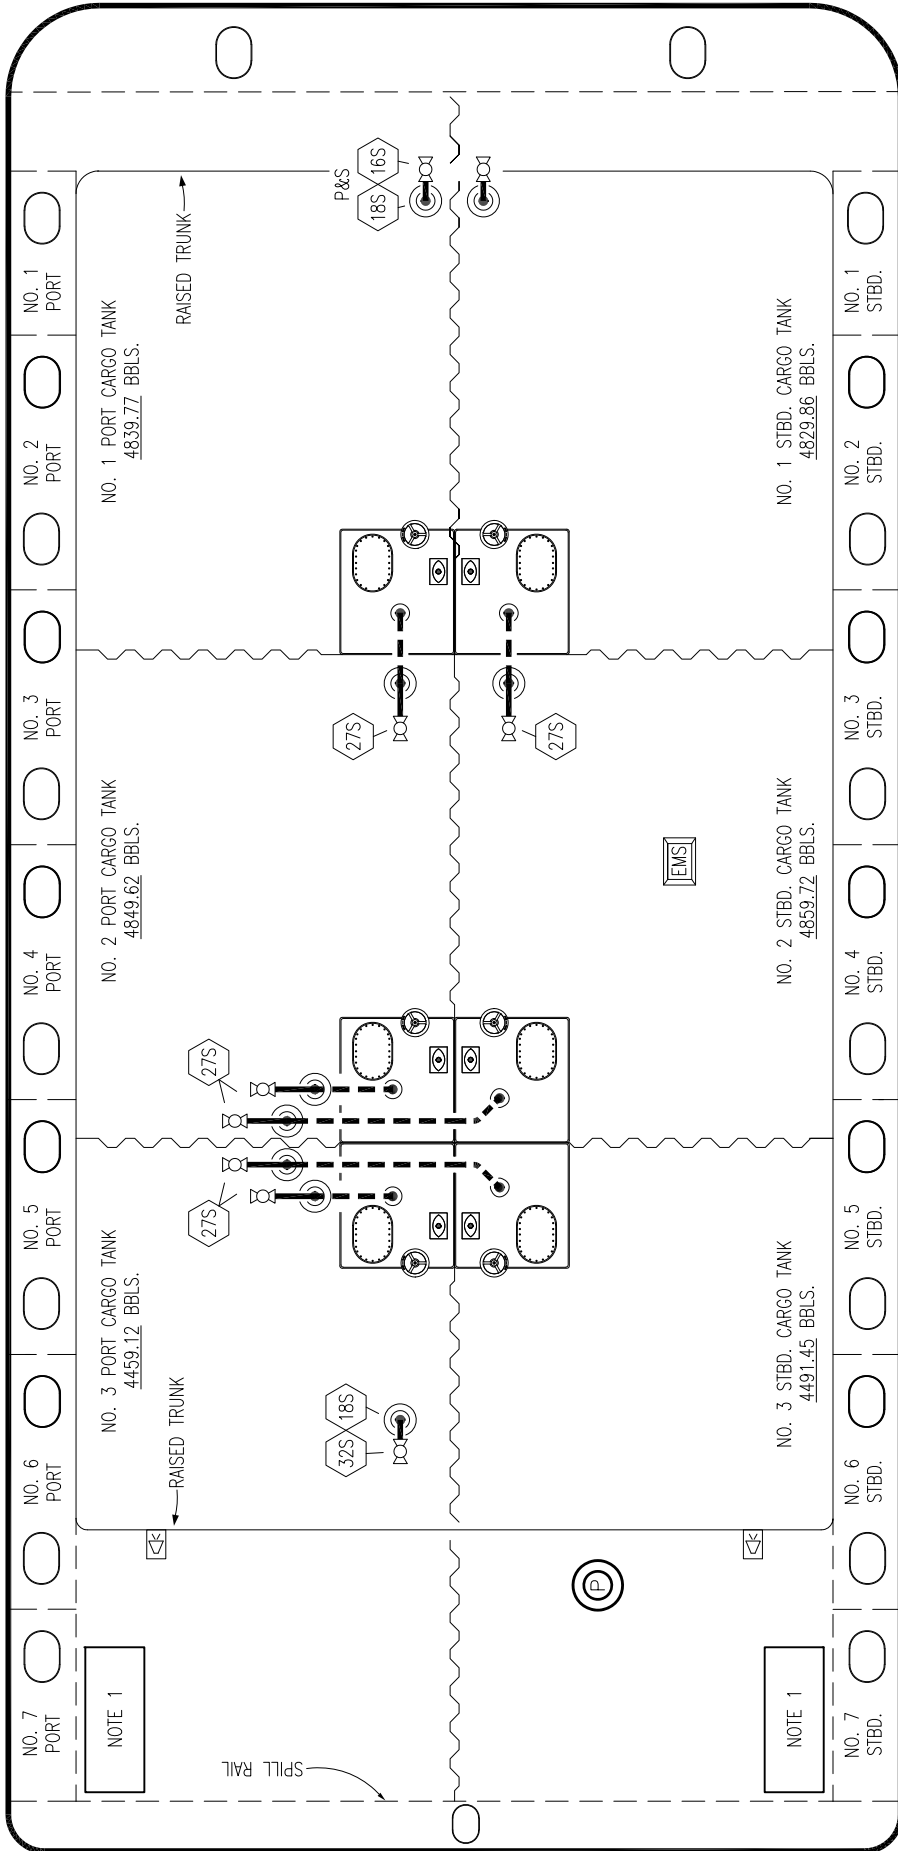 NO. 1
PORT
NO. 2
PORT
NO. 3
PORT
NO. 4
PORT
NO. 5
PORT
NO. 6
PORT
NO. 7
PORT
RAISED TRUNK
NO. 1 PORT CARGO TANK
4839.77 BBLS.
NO. 2 PORT CARGO TANK
4849.62 BBLS.
NO. 3 PORT CARGO TANK
4459.12 BBLS.
RAISED TRUNK
NOTE 1
SPILL RAIL
P&S
18S
16S
27S
27S
27S
27S
32S
18S
EMS
P
NO. 1 STBD. CARGO TANK
4829.86 BBLS.
NO. 2 STBD. CARGO TANK
4859.72 BBLS.
NO. 3 STBD. CARGO TANK
4491.45 BBLS.
NOTE 1
NO. 1
STBD.
NO. 2
STBD.
NO. 3
STBD.
NO. 4
STBD.
NO. 5
STBD.
NO. 6
STBD.
NO. 7
STBD.